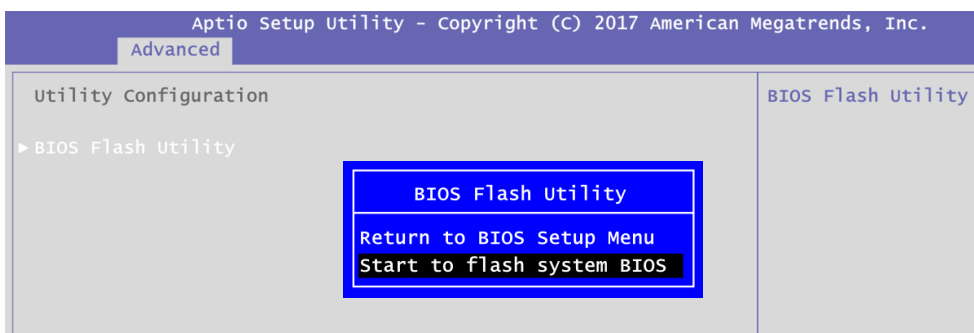 Aptio Setup Utility - Copyright (C) 2017 American Megatrends, Inc.
Advanced
Utility Configuration
BIOS Flash Utility
►BIOS Flash Utility
BIOS Flash Utility
Return to BIOS Setup Menu
Start to flash system BIOS